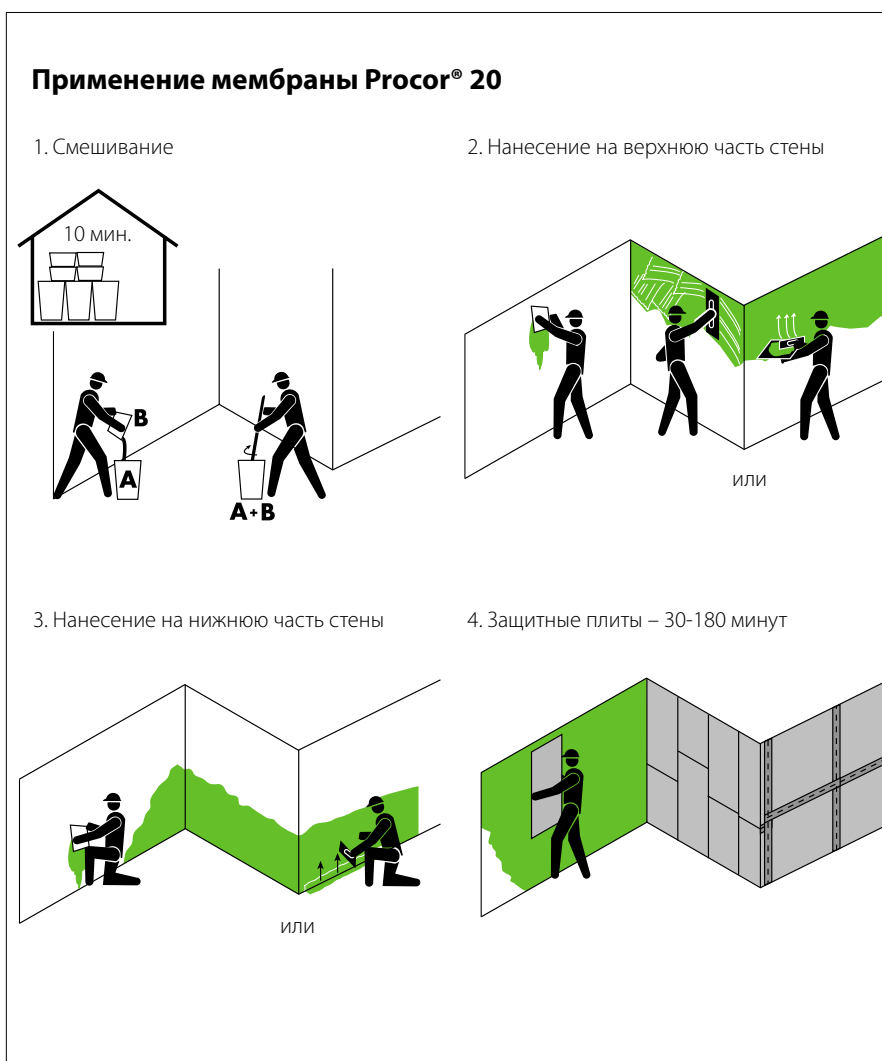 Применение мембраны Procor® 20
1. Смешивание
10 мин.
B
A
A+B
2. Нанесение на верхнюю часть стены
или
3. Нанесение на нижнюю часть стены
или
4. Защитные плиты – 30-180 минут